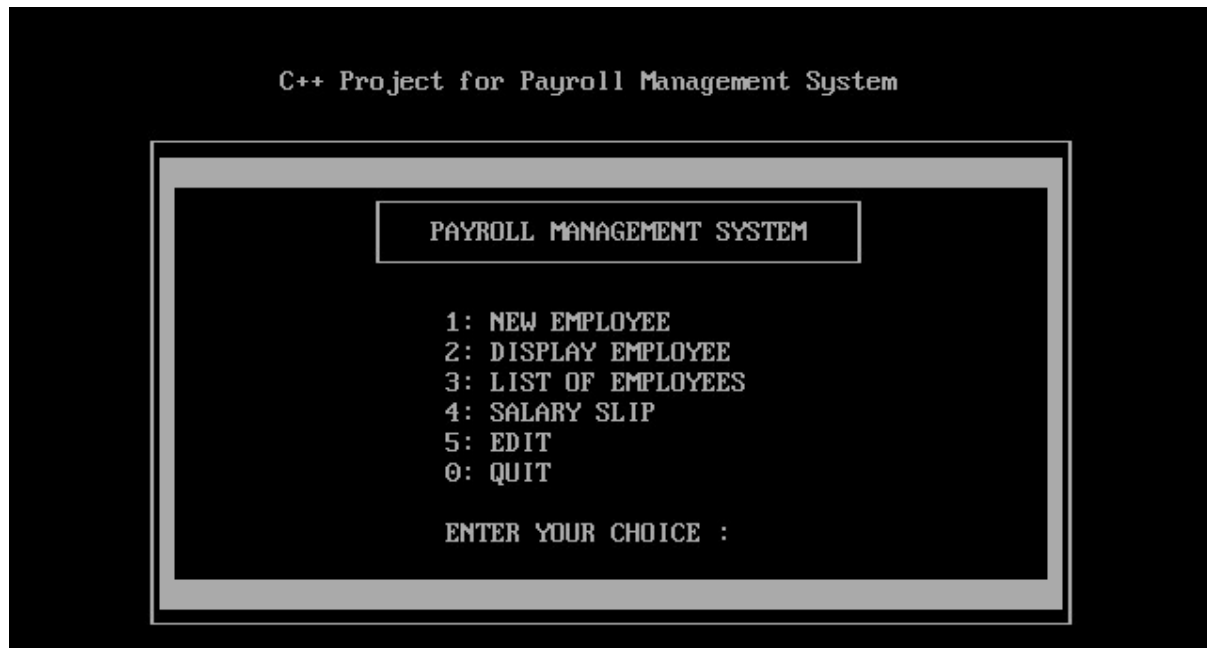 C++ Project for Payroll Management System
PAYROLL MANAGEMENT SYSTEM
1: NEW EMPLOYEE
2: DISPLAY EMPLOYEE
3: LIST OF EMPLOYEES
4: SALARY SLIP
5: EDIT
0: QUIT
ENTER YOUR CHOICE :